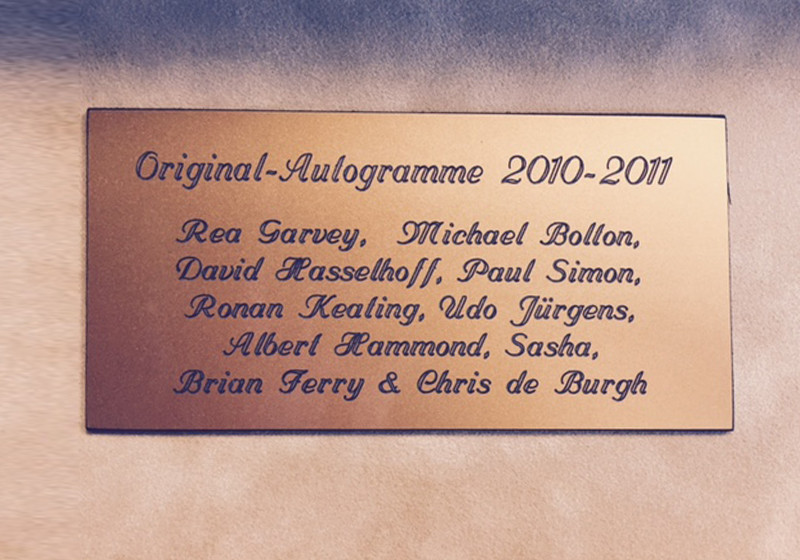 Original-Autogramme 2010-2011
Rea Garvey, Michael Bolton,
David Hasselhoff, Paul Simon,
Ronan Keating, Udo Jürgens,
Albert Hammond, Sasha,
Brian Ferry & Chris de Burgh